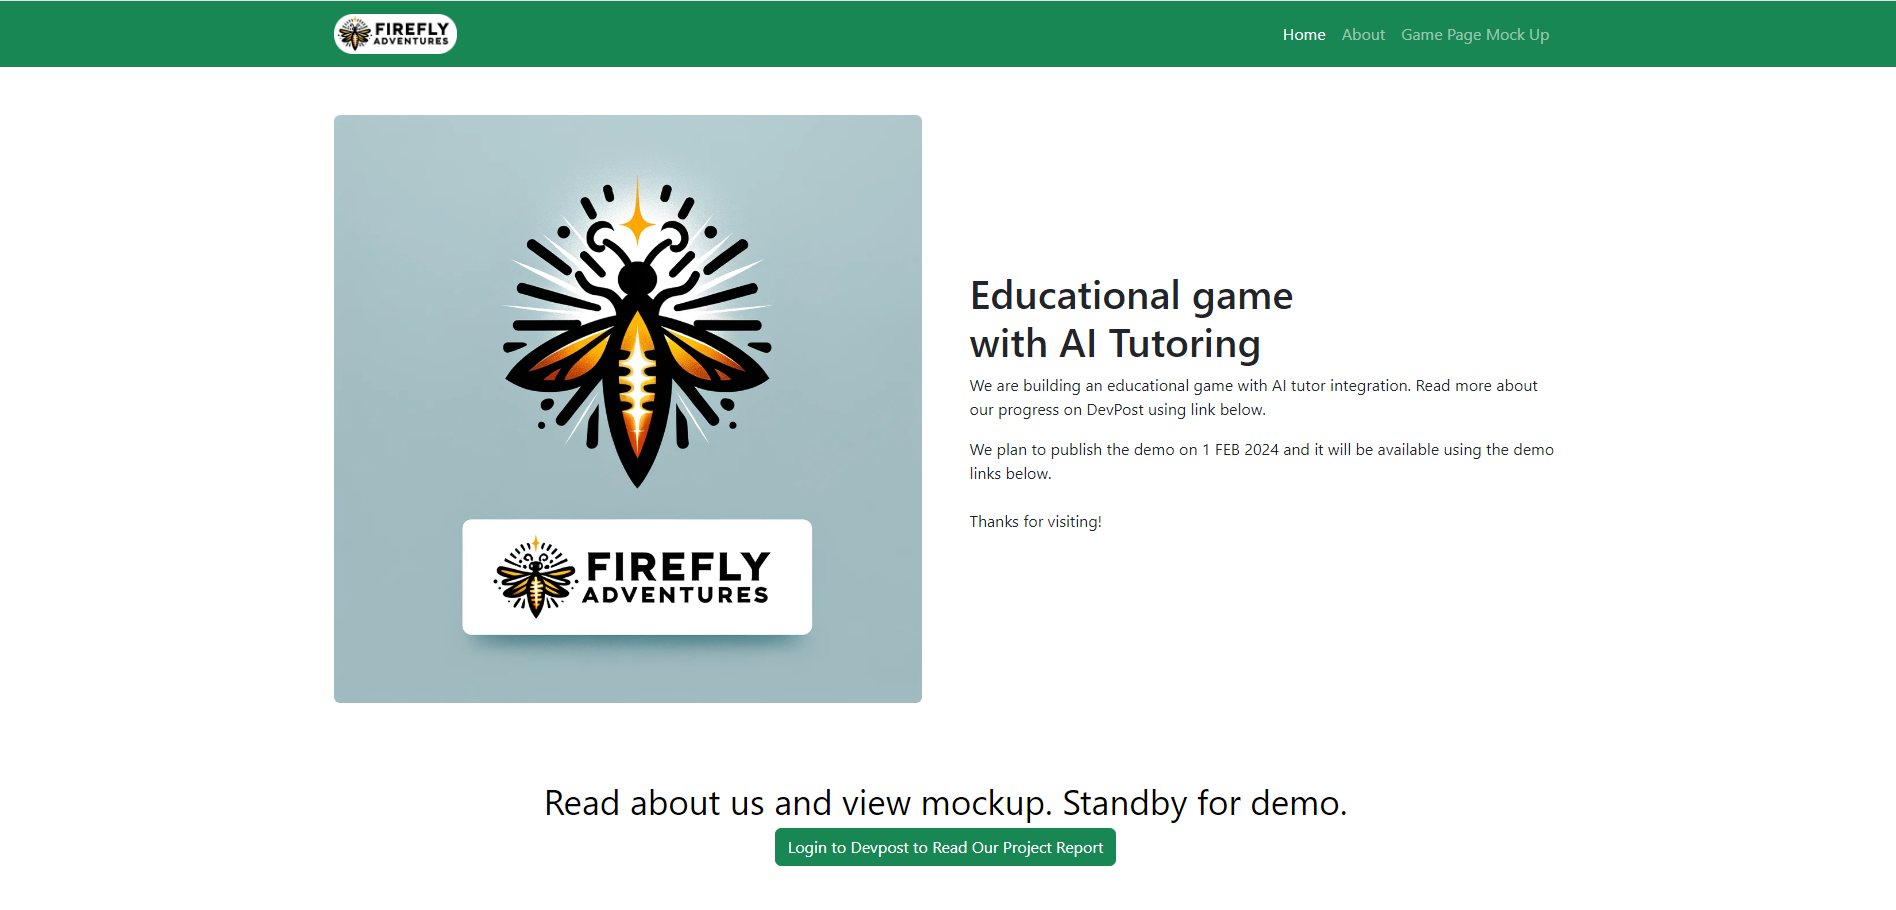 FIREFLY
ADVENTURES
Home About Game Page Mock Up
Educational game
with AI Tutoring
We are building an educational game with AI tutor integration. Read more about
our progress on DevPost using link below.
We plan to publish the demo on 1 FEB 2024 and it will be available using the demo
links below.
Thanks for visiting!
FIREFLY
ADVENTURES
Read about us and view mockup. Standby for demo.
Login to Devpost to Read Our Project Report